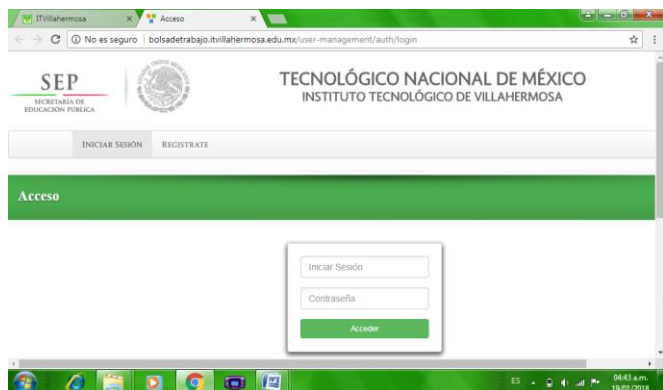 ITVillahermosa
Acceso
No es seguro | bolsadetrabajo.itvillahermosa.edu.mx/user-management/auth/login
SEP
SECRETARÍA DE
EDUCACIÓN PÚBLICA
TECNOLÓGICO NACIONAL DE MÉXICO
INSTITUTO TECNOLÓGICO DE VILLAHERMOSA
INICIAR SESIÓN REGISTRATE
Acceso
Iniciar Sesión
Contraseña
Acceder
ES
04:43 a.m.
19/01/2018